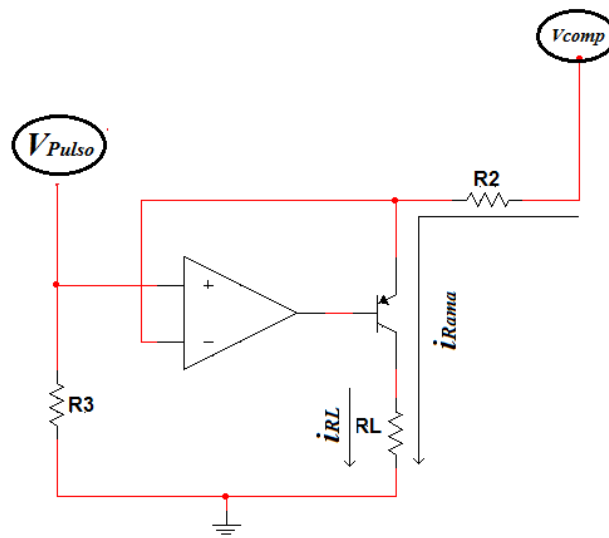 Vcomp
VPulso
R2
+
−
iRama
R3
iRL
RL